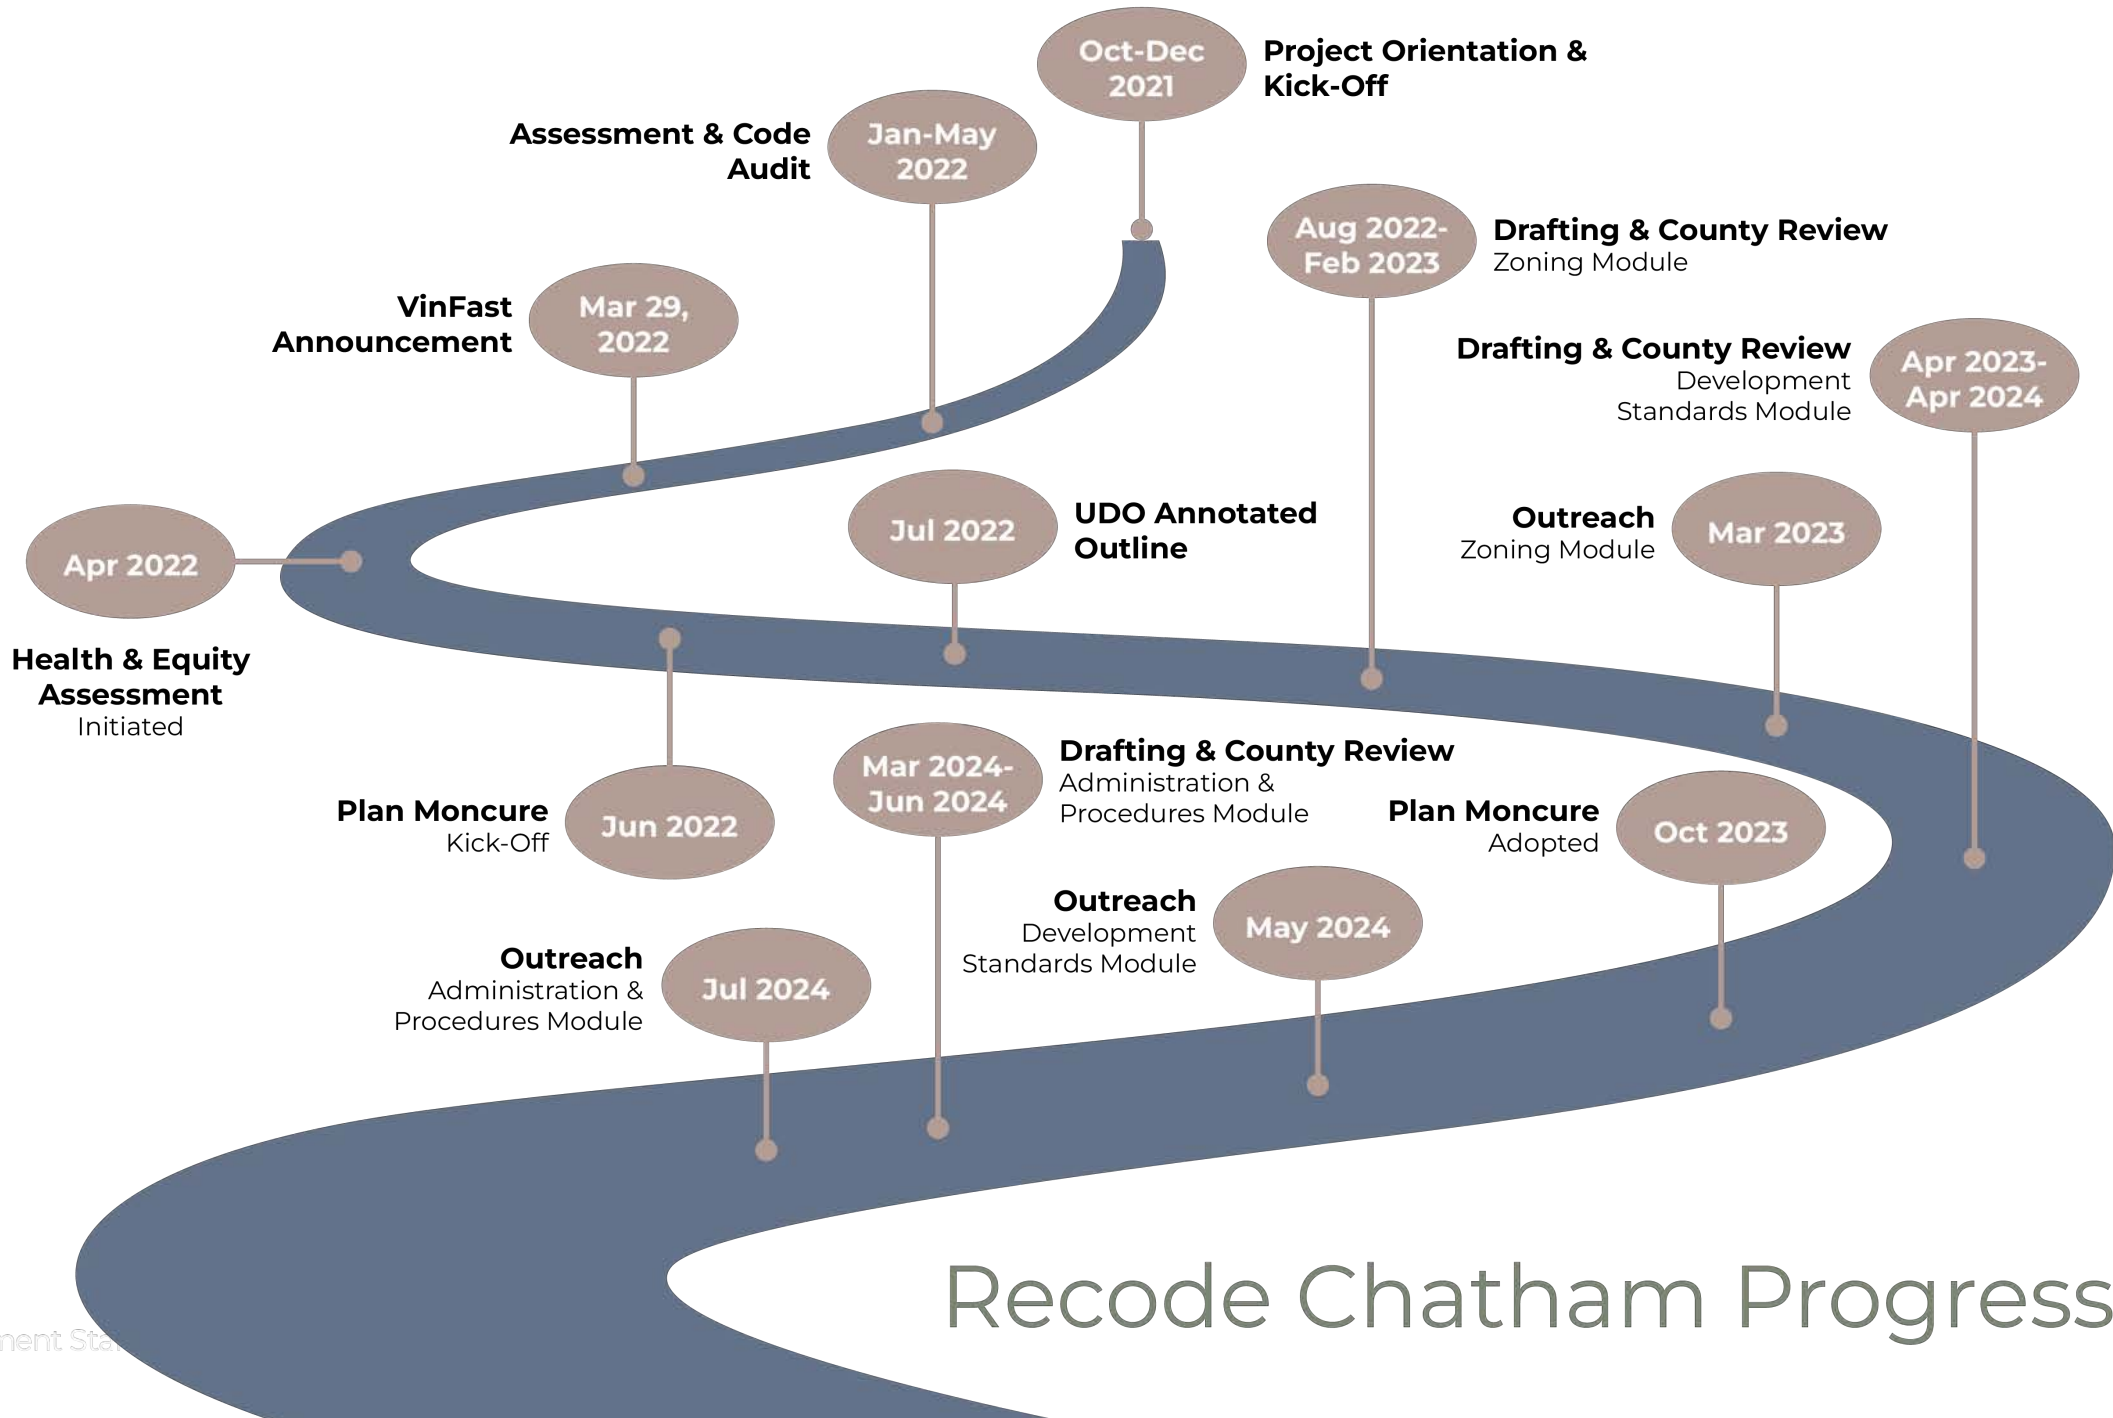 Oct-Dec
2021
Project Orientation &
Kick-Off
Assessment & Code
Audit
Jan-May
2022
VinFast
Announcement
Mar 29,
2022
Apr 2022
Health & Equity
Assessment
Initiated
Plan Moncure
Kick-Off
Jun 2022
Jul 2022
UDO Annotated
Outline
Aug 2022-
Feb 2023
Drafting & County Review
Zoning Module
Outreach
Zoning Module
Mar 2023
Drafting & County Review
Development
Standards Module
Apr 2023-
Apr 2024
Plan Moncure
Adopted
Oct 2023
Outreach
Development
Standards Module
May 2024
Mar 2024-
Jun 2024
Drafting & County Review
Administration &
Procedures Module
Outreach
Administration &
Procedures Module
Jul 2024
Recode Chatham Progress